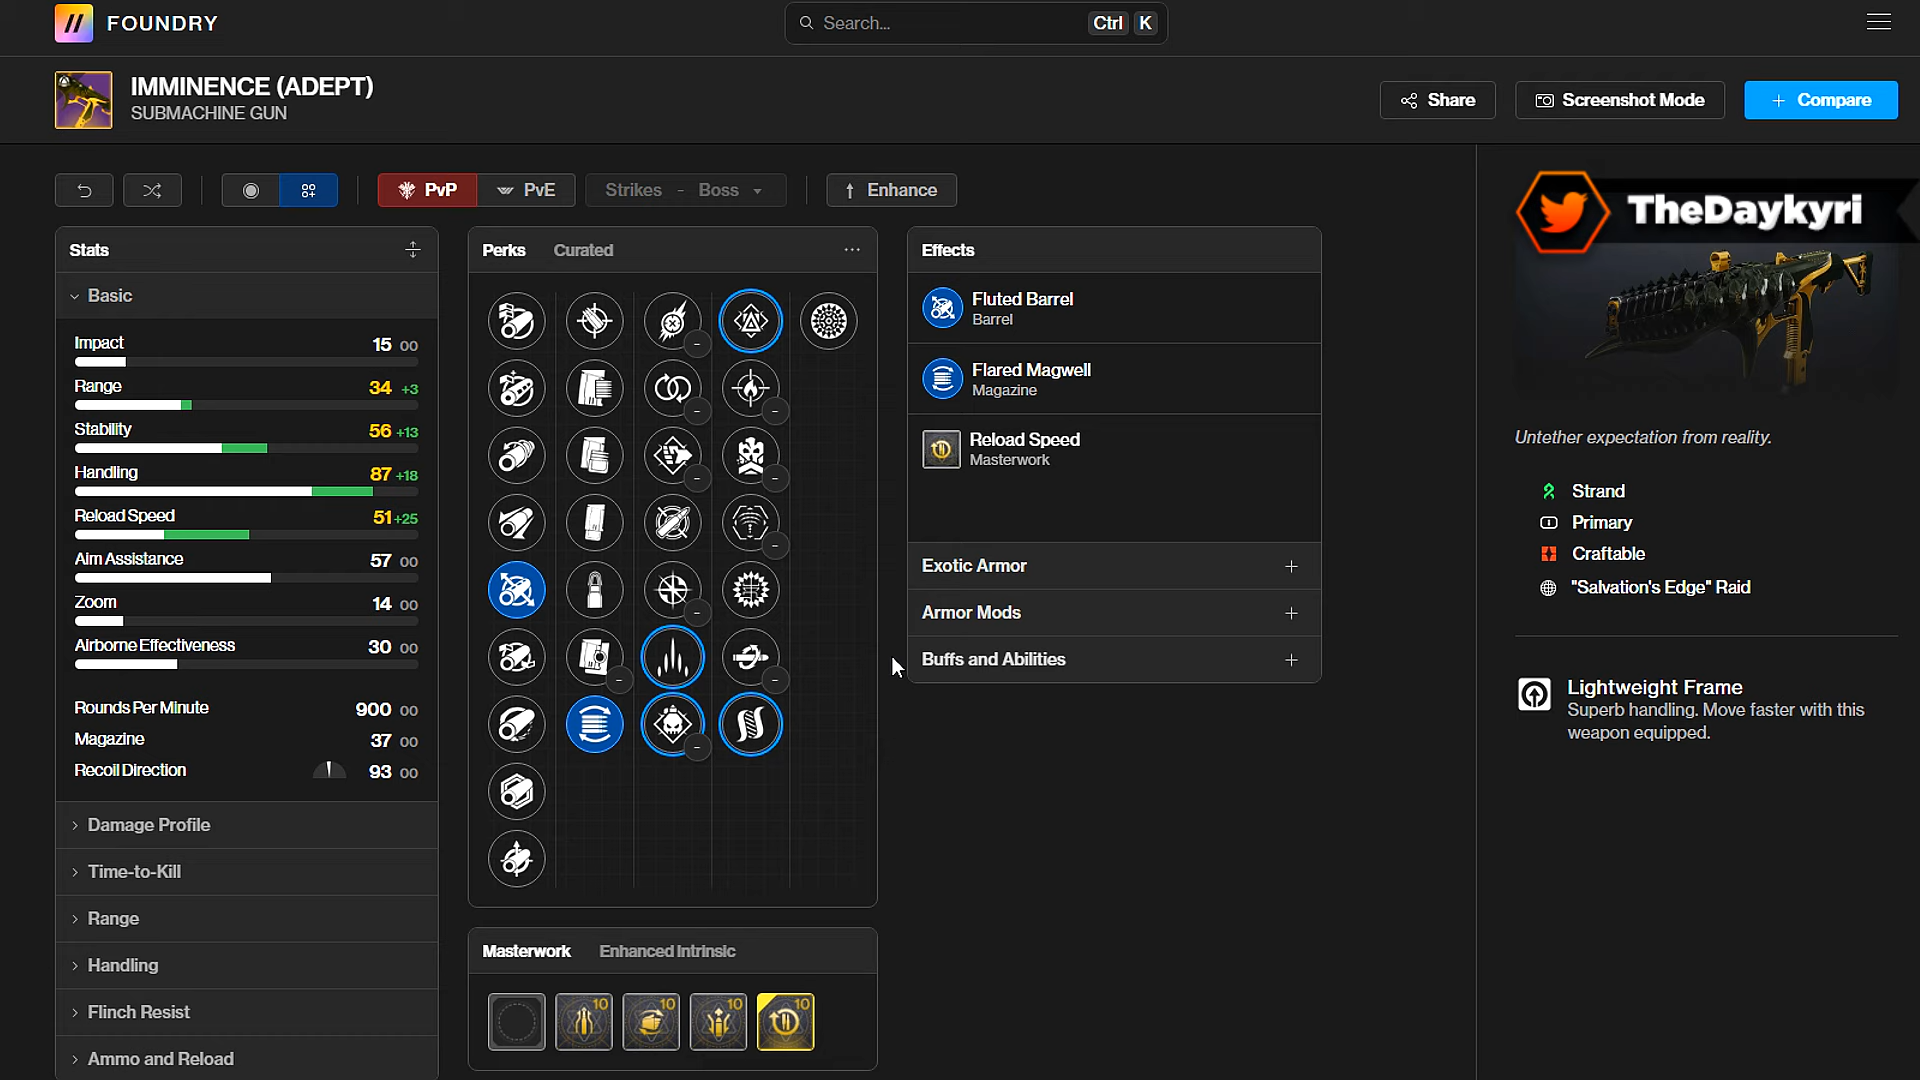 FOUNDRY
Search...
Ctrl K
IMMINENCE (ADEPT)
SUBMACHINE GUN
Share
Screenshot Mode
+ Compare
PvP
PvE
Strikes - Boss
Enhance
TheDaykyri
Stats
Basic
Impact 15 00
Range 34 +3
Stability 56 +13
Handling 87 +18
Reload Speed 51 +25
Aim Assistance 57 00
Zoom 14 00
Airborne Effectiveness 30 00
Rounds Per Minute 900 00
Magazine 37 00
Recoil Direction 93 00
Damage Profile
Time-to-Kill
Range
Handling
Flinch Resist
Ammo and Reload
Perks Curated
Masterwork Enhanced Intrinsic
10 10 10 10
Effects
Fluted Barrel
Barrel
Flared Magwell
Magazine
Reload Speed
Masterwork
Exotic Armor +
Armor Mods +
Buffs and Abilities +
Untether expectation from reality.
Strand
Primary
Craftable
"Salvation's Edge" Raid
Lightweight Frame
Superb handling. Move faster with this
weapon equipped.